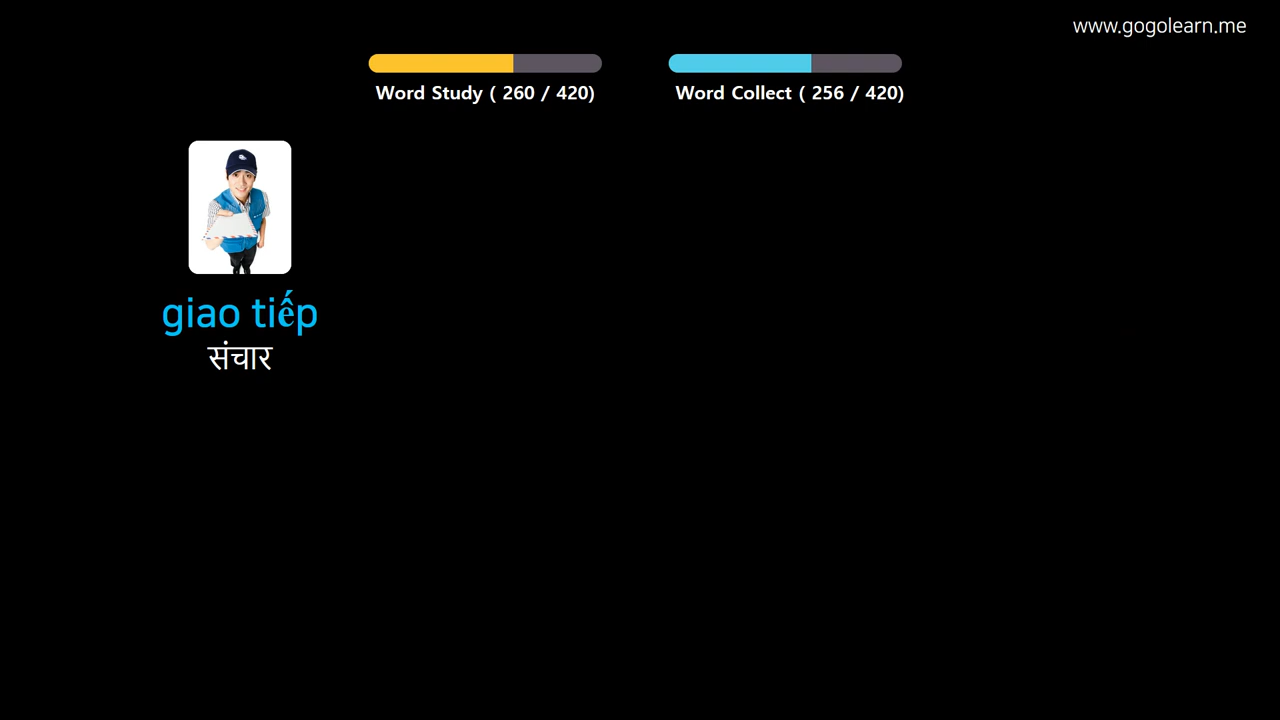 www.gogolearn.me
Word Study ( 260 / 420)
Word Collect ( 256 / 420)
giao tiếp
संचार